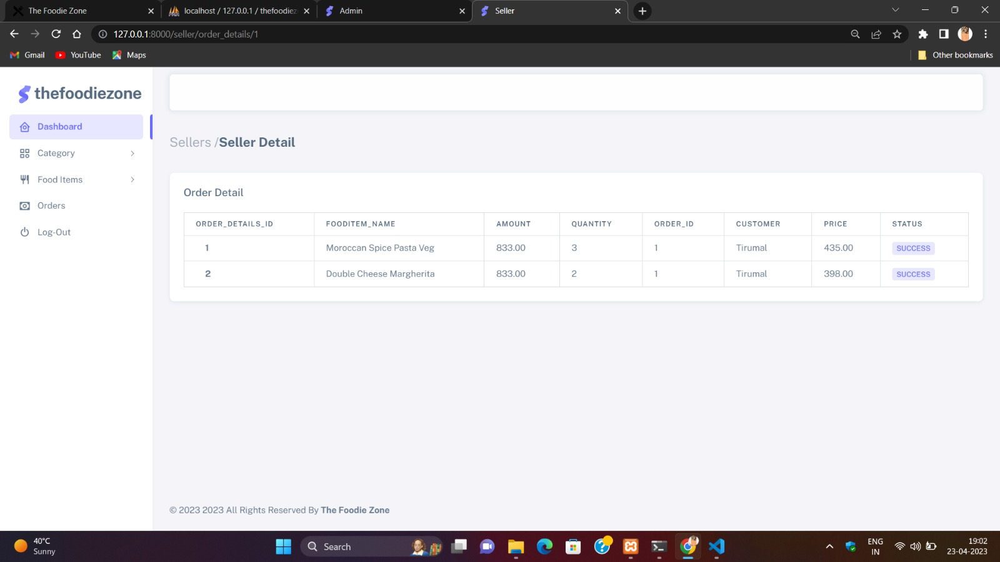 The Foodie Zone
localhost / 127.0.0.1 / thefoodiez
Admin
Seller
127.0.0.1:8000/seller/order_details/1
Gmail
YouTube
Maps
Other bookmarks
thefoodiezone
Dashboard
Category
Food Items
Orders
Log-Out
Sellers /Seller Detail
Order Detail
ORDER_DETAILS_ID FOODITEM_NAME AMOUNT QUANTITY ORDER_ID CUSTOMER PRICE STATUS
1 Moroccan Spice Pasta Veg 833.00 3 1 Tirumal 435.00 SUCCESS
2 Double Cheese Margherita 833.00 2 1 Tirumal 398.00 SUCCESS
© 2023 2023 All Rights Reserved By The Foodie Zone
40°C
Sunny
Search
ENG
IN
19:02
23-04-2023